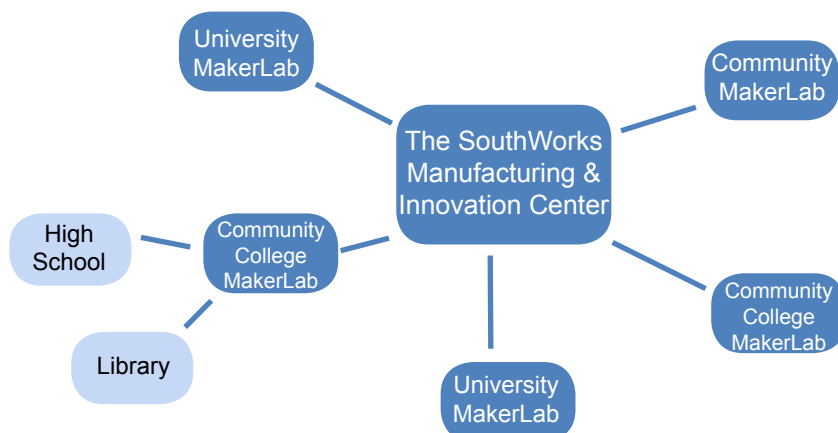 University
MakerLab
Community
MakerLab
The SouthWorks
Manufacturing &
Innovation Center
High
School
Community
College
MakerLab
Community
College
MakerLab
Library
University
MakerLab